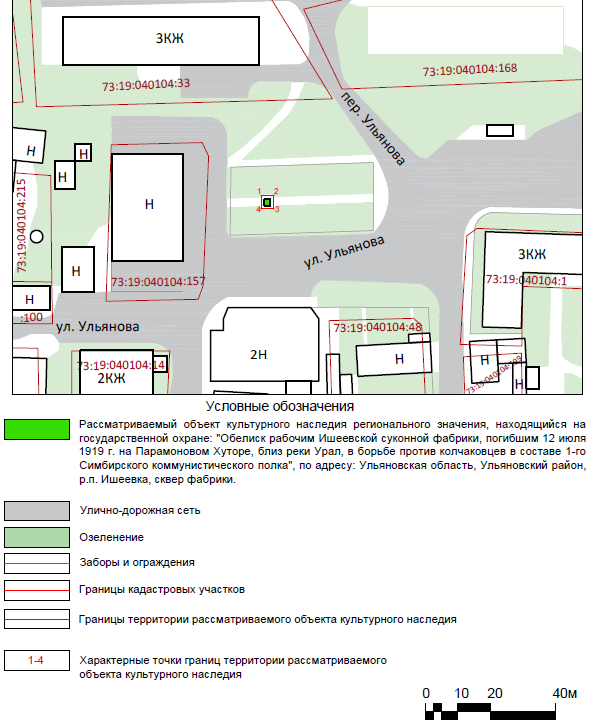 3КЖ
73:19:040104:33
73:19:040104:168
пер. Ульянова
Н
Н
Н
Н
73:19:040104:215
1 2
4 3
ул. Ульянова
Н
73:19:040104:157
3КЖ
73:19:040104:1
Н
:100
ул. Ульянова
73:19:040104:48
2Н
Н
73:19:040104:14
2КЖ
Н
Н
Условные обозначения
Рассматриваемый объект культурного наследия регионального значения, находящийся на
государственной охране: "Обелиск рабочим Ишеевской суконной фабрики, погибшим 12 июля
1919 г. на Парамоновом Хуторе, близ реки Урал, в борьбе против колчаковцев в составе 1-го
Симбирского коммунистического полка", по адресу: Ульяновская область, Ульяновский район,
р.п. Ишеевка, сквер фабрики.
Улично-дорожная сеть
Озеленение
Заборы и ограждения
Границы кадастровых участков
Границы территории рассматриваемого объекта культурного наследия
1-4 Характерные точки границ территории рассматриваемого
объекта культурного наследия
0 10 20 40м